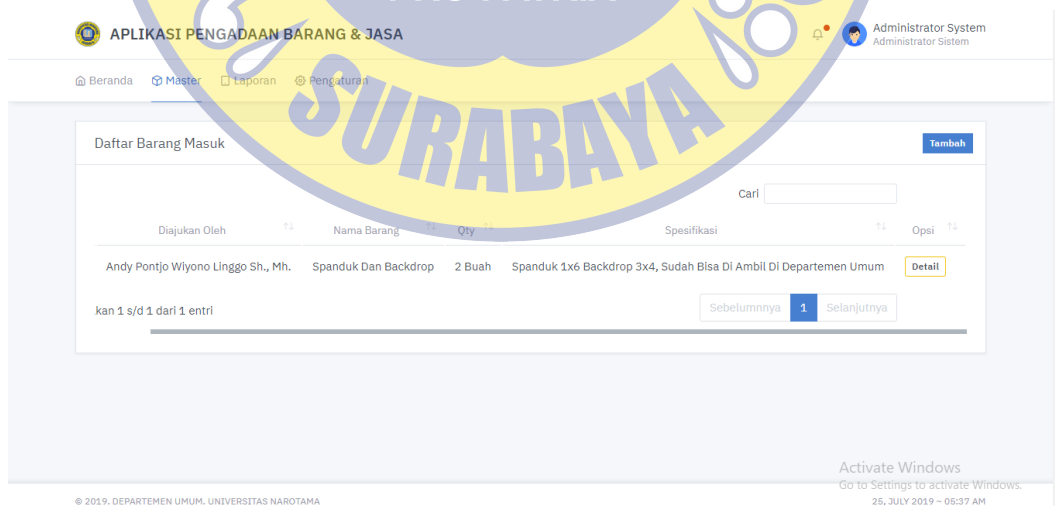 APLIKASI PENGADAAN BARANG & JASA
Administrator System
Administrator Sistem
Beranda Master Laporan Pengaturan
SURABAYA
Daftar Barang Masuk
Tambah
Cari
Diajukan Oleh Nama Barang Qty Spesifikasi Opsi
Andy Pontjo Wiyono Linggo Sh., Mh. Spanduk Dan Backdrop 2 Buah Spanduk 1x6 Backdrop 3x4, Sudah Bisa Di Ambil Di Departemen Umum Detail
kan 1 s/d 1 dari 1 entri
Sebelumnnya 1 Selanjutnya
Activate Windows
Go to Settings to activate Windows.
© 2019. DEPARTEMEN UMUM. UNIVERSITAS NAROTAMA
25, JULY 2019 ~ 05:37 AM